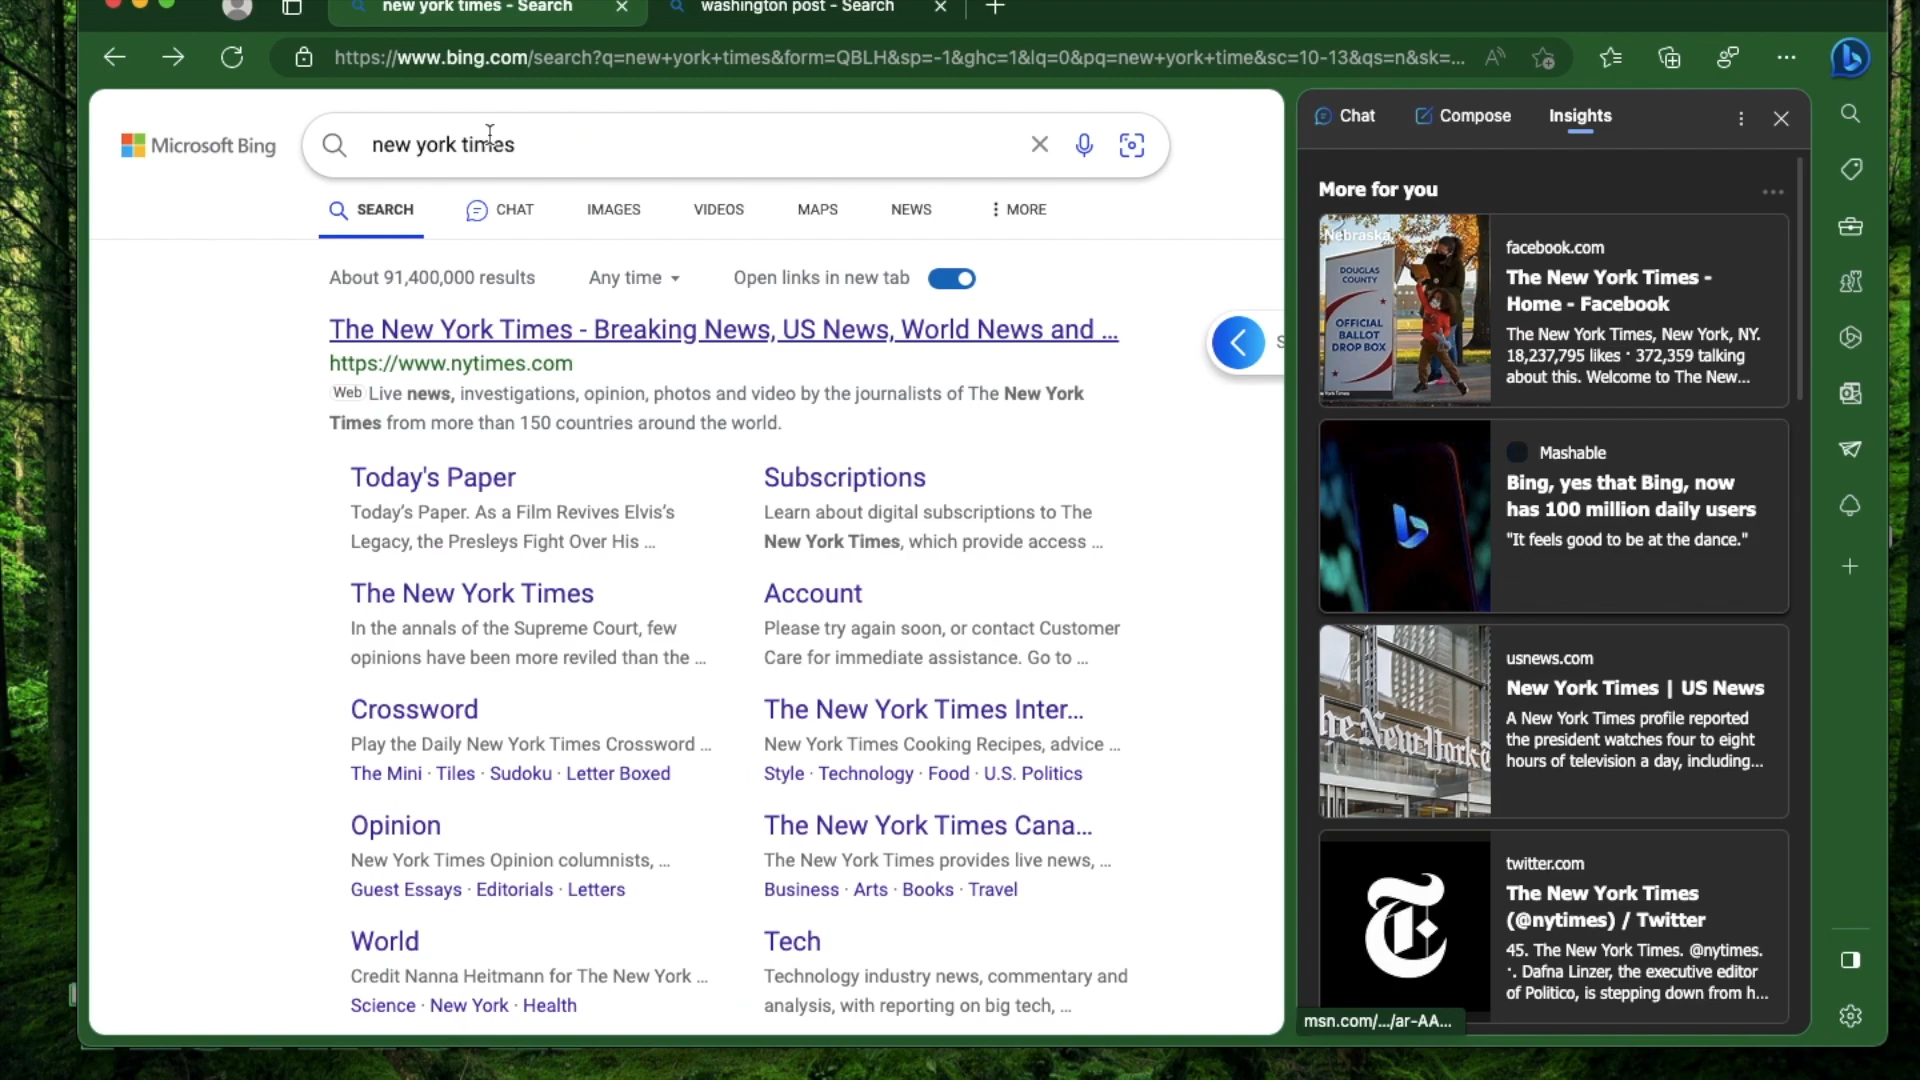 new york times - Search
washington post - Search
https://www.bing.com/search?q=new+york+times&form=QBLH&sp=-1&ghc=1&lq=0&pq=new+york+time&sc=10-13&qs=n&sk=...
Microsoft Bing
new york times
SEARCH
CHAT
IMAGES
VIDEOS
MAPS
NEWS
MORE
About 91,400,000 results
Any time
Open links in new tab
The New York Times - Breaking News, US News, World News and ...
https://www.nytimes.com
Web Live news, investigations, opinion, photos and video by the journalists of The New York
Times from more than 150 countries around the world.
Today's Paper
Today’s Paper. As a Film Revives Elvis’s
Legacy, the Presleys Fight Over His ...
Subscriptions
Learn about digital subscriptions to The
New York Times, which provide access ...
The New York Times
In the annals of the Supreme Court, few
opinions have been more reviled than the ...
Account
Please try again soon, or contact Customer
Care for immediate assistance. Go to ...
Crossword
Play the Daily New York Times Crossword ...
The Mini · Tiles · Sudoku · Letter Boxed
The New York Times Inter...
New York Times Cooking Recipes, advice ...
Style · Technology · Food · U.S. Politics
Opinion
New York Times Opinion columnists, ...
Guest Essays · Editorials · Letters
The New York Times Cana...
The New York Times provides live news, ...
Business · Arts · Books · Travel
World
Credit Nanna Heitmann for The New York ...
Science · New York · Health
Tech
Technology industry news, commentary and
analysis, with reporting on big tech, ...
Chat
Compose
Insights
More for you
Nebraska
DOUGLAS
COUNTY
OFFICIAL
BALLOT
DROP BOX
facebook.com
The New York Times -
Home - Facebook
The New York Times, New York, NY.
18,237,795 likes · 372,359 talking
about this. Welcome to The New...
Mashable
Bing, yes that Bing, now
has 100 million daily users
"It feels good to be at the dance."
usnews.com
New York Times | US News
A New York Times profile reported
the president watches four to eight
hours of television a day, including...
twitter.com
The New York Times
(@nytimes) / Twitter
45. The New York Times. @nytimes.
·. Dafna Linzer, the executive editor
of Politico, is stepping down from h...
msn.com/.../ar-AA...